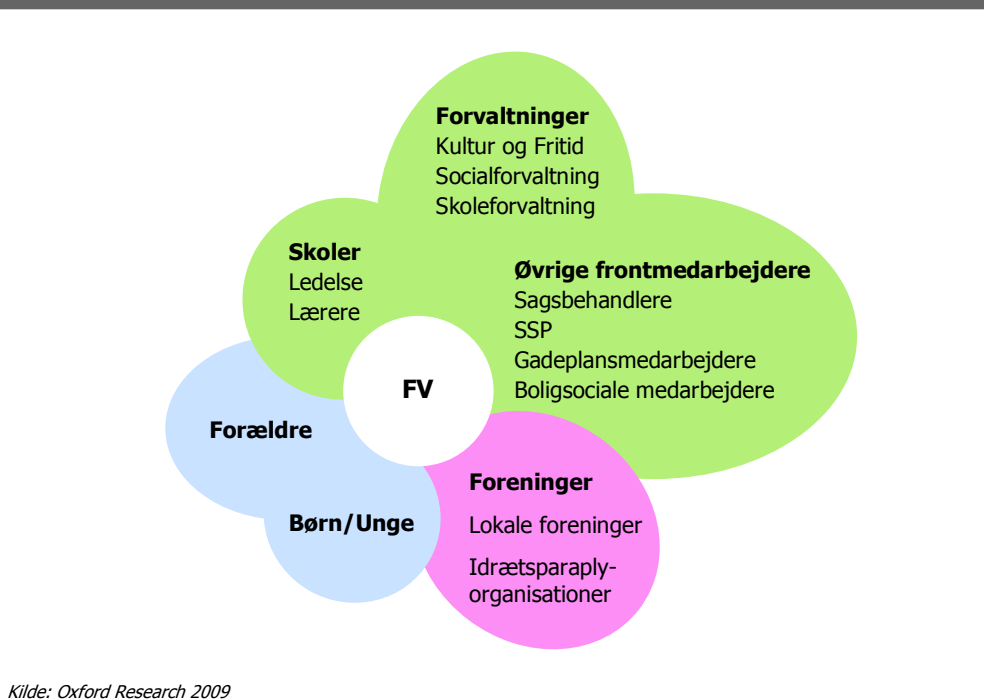 Forvaltninger
Kultur og Fritid
Socialforvaltning
Skoleforvaltning
Skoler
Ledelse
Lærere
Øvrige frontmedarbejdere
Sagsbehandlere
SSP
Gadeplansmedarbejdere
Boligsociale medarbejdere
FV
Forældre
Børn/Unge
Foreninger
Lokale foreninger
Idrætsparaply-
organisationer
Kilde: Oxford Research 2009